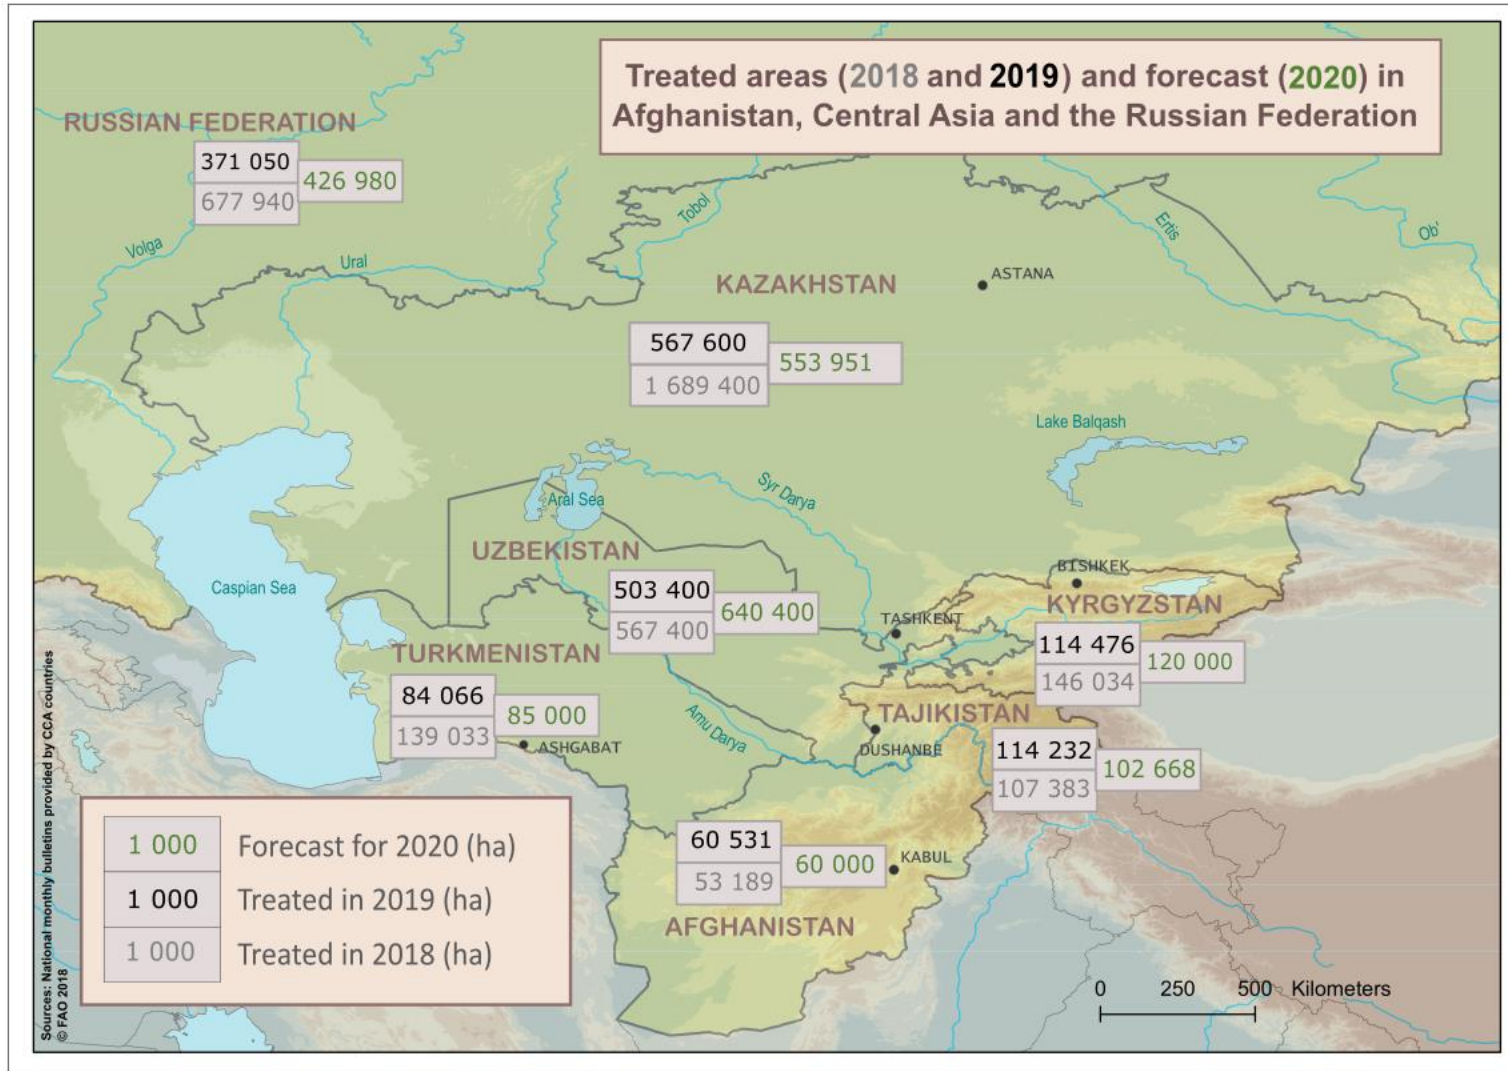 Treated areas (2018 and 2019) and forecast (2020) in
Afghanistan, Central Asia and the Russian Federation
RUSSIAN FEDERATION
371 050
426 980
677 940
Volga
Ural
Tobol
Ertis
Ob'
KAZAKHSTAN
ASTANA
567 600
553 951
1 689 400
Lake Balqash
Aral Sea
Syr Darya
UZBEKISTAN
503 400
640 400
567 400
Caspian Sea
BISHKEK
KYRGYZSTAN
114 476
120 000
146 034
TASHKENT
TURKMENISTAN
84 066
85 000
139 033
ASHGABAT
Amu Darya
TAJIKISTAN
DUSHANBE
114 232
102 668
107 383
60 531
60 000
53 189
KABUL
AFGHANISTAN
1 000 Forecast for 2020 (ha)
1 000 Treated in 2019 (ha)
1 000 Treated in 2018 (ha)
0 250 500 Kilometers
Sources: National monthly bulletins provided by CCA countries
© FAO 2018